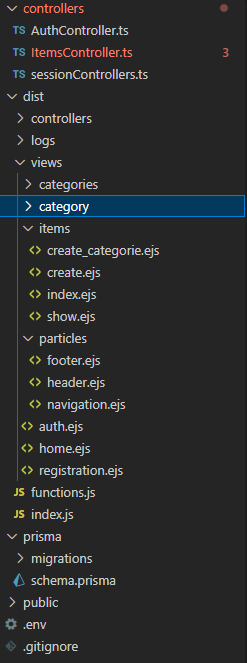 controllers
TS AuthController.ts
TS ItemsController.ts 3
TS sessionControllers.ts
dist
controllers
logs
views
categories
category
items
create_categorie.ejs
create.ejs
index.ejs
show.ejs
particles
footer.ejs
header.ejs
navigation.ejs
auth.ejs
home.ejs
registration.ejs
JS functions.js
JS index.js
prisma
migrations
schema.prisma
public
.env
.gitignore